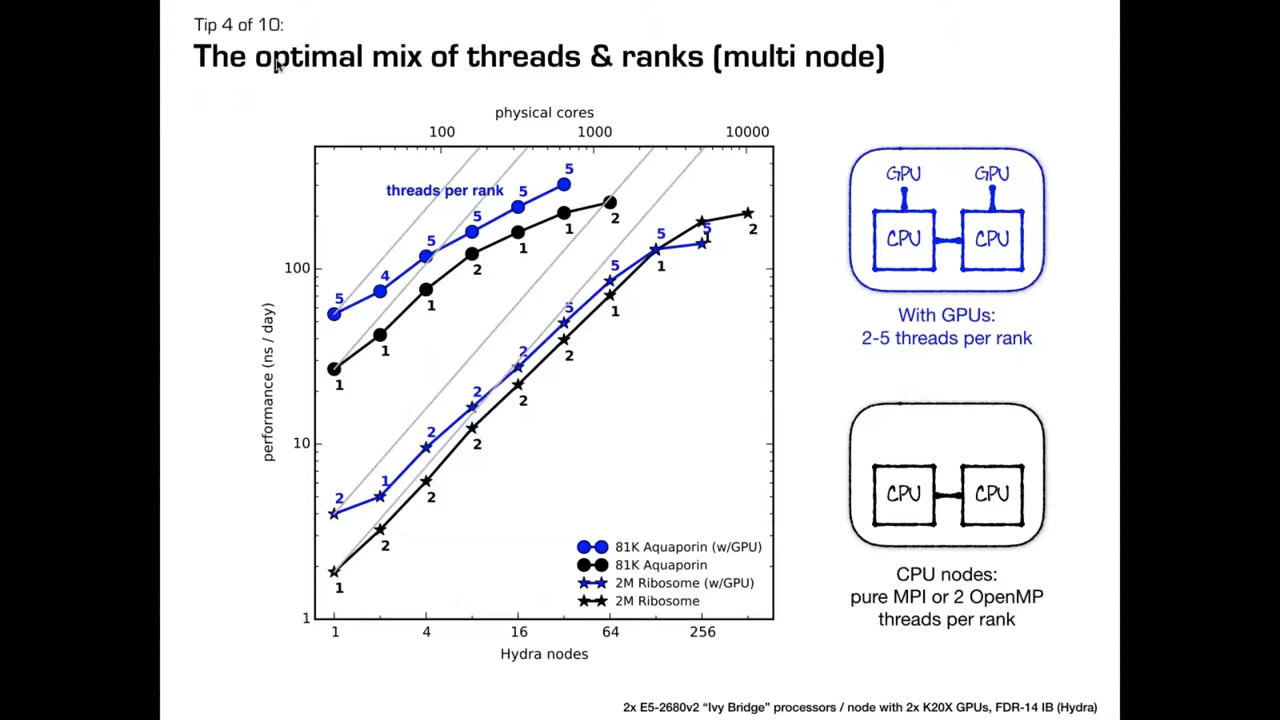 Tip 4 of 10:
The optimal mix of threads & ranks (multi node)
physical cores
100 1000 10000
threads per rank
5 4 5 5 5 5
1 1 1 2 1 1 2
2 1 2 2 2 5 5 5 5
1 2 2 2 2 2 1 1 1 2
performance (ns / day)
100
10
1
1 4 16 64 256
Hydra nodes
81K Aquaporin (w/GPU)
81K Aquaporin
2M Ribosome (w/GPU)
2M Ribosome
GPU GPU
CPU CPU
With GPUs:
2-5 threads per rank
CPU CPU
CPU nodes:
pure MPI or 2 OpenMP
threads per rank
2x E5-2680v2 “Ivy Bridge” processors / node with 2x K20X GPUs, FDR-14 IB (Hydra)